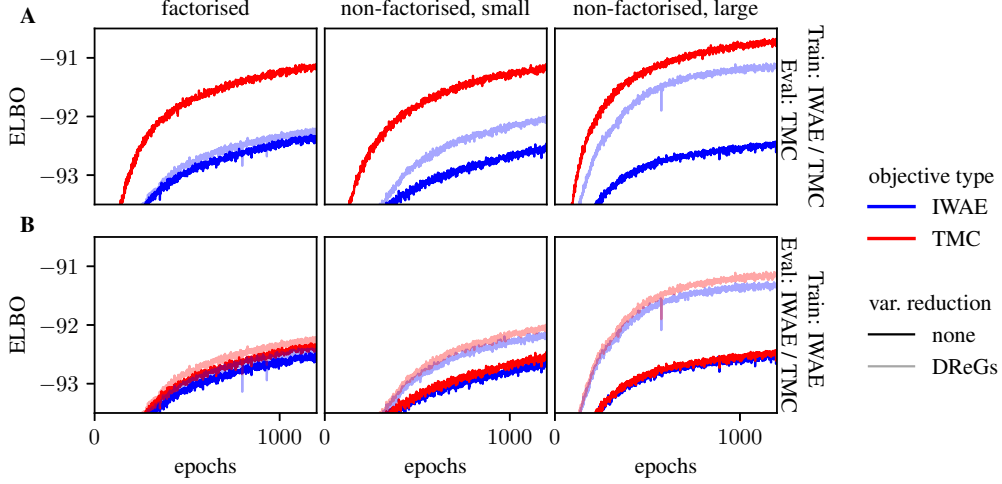 A
factorised
non-factorised, small
non-factorised, large
ELBO
−91
−92
−93
Train: IWAE / TMC
Eval: TMC
B
ELBO
−91
−92
−93
Train: IWAE
Eval: IWAE / TMC
0
1000
0
1000
0
1000
epochs
epochs
epochs
objective type
IWAE
TMC
var. reduction
none
DReGs